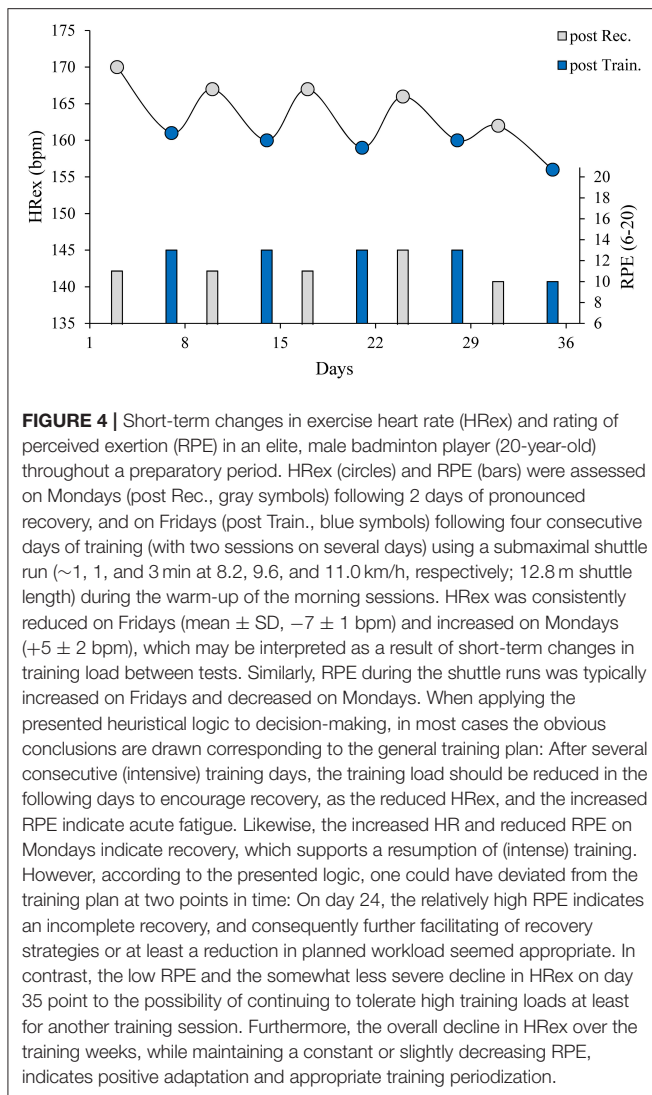 post Rec.
post Train.
170
165
160
155
150
145
140
135
HRex (bpm)
20
18
16
14
12
10
8
6
RPE (6-20)
1
8
15
22
29
36
Days
FIGURE 4 | Short-term changes in exercise heart rate (HRex) and rating of
perceived exertion (RPE) in an elite, male badminton player (20-year-old)
throughout a preparatory period. HRex (circles) and RPE (bars) were assessed
on Mondays (post Rec., gray symbols) following 2 days of pronounced
recovery, and on Fridays (post Train., blue symbols) following four consecutive
days of training (with two sessions on several days) using a submaximal shuttle
run (∼1, 1, and 3 min at 8.2, 9.6, and 11.0 km/h, respectively; 12.8 m shuttle
length) during the warm-up of the morning sessions. HRex was consistently
reduced on Fridays (mean ± SD, −7 ± 1 bpm) and increased on Mondays
(+5 ± 2 bpm), which may be interpreted as a result of short-term changes in
training load between tests. Similarly, RPE during the shuttle runs was typically
increased on Fridays and decreased on Mondays. When applying the
presented heuristical logic to decision-making, in most cases the obvious
conclusions are drawn corresponding to the general training plan: After several
consecutive (intensive) training days, the training load should be reduced in the
following days to encourage recovery, as the reduced HRex, and the increased
RPE indicate acute fatigue. Likewise, the increased HR and reduced RPE on
Mondays indicate recovery, which supports a resumption of (intense) training.
However, according to the presented logic, one could have deviated from the
training plan at two points in time: On day 24, the relatively high RPE indicates
an incomplete recovery, and consequently further facilitating of recovery
strategies or at least a reduction in planned workload seemed appropriate. In
contrast, the low RPE and the somewhat less severe decline in HRex on day
35 point to the possibility of continuing to tolerate high training loads at least
for another training session. Furthermore, the overall decline in HRex over the
training weeks, while maintaining a constant or slightly decreasing RPE,
indicates positive adaptation and appropriate training periodization.